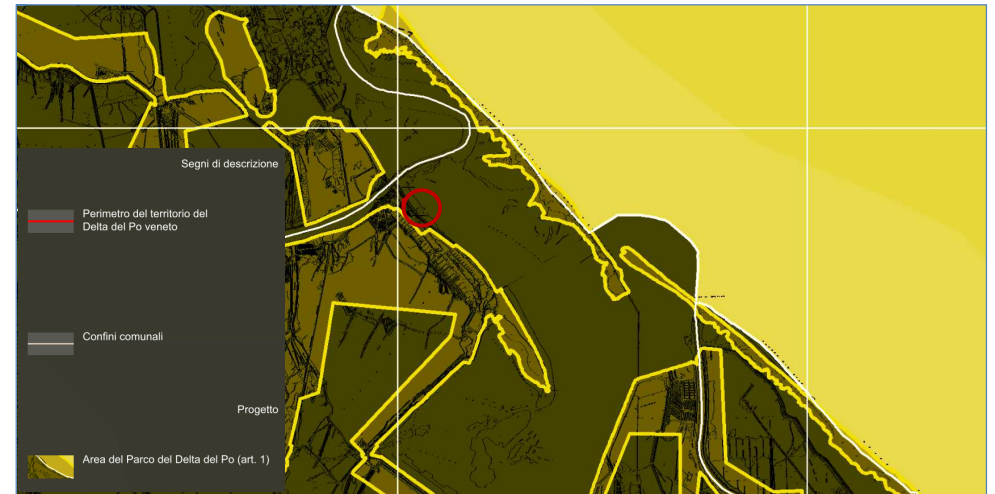 Segni di descrizione
Perimetro del territorio del
Delta del Po veneto
Confini comunali
Progetto
Area del Parco del Delta del Po (art. 1)